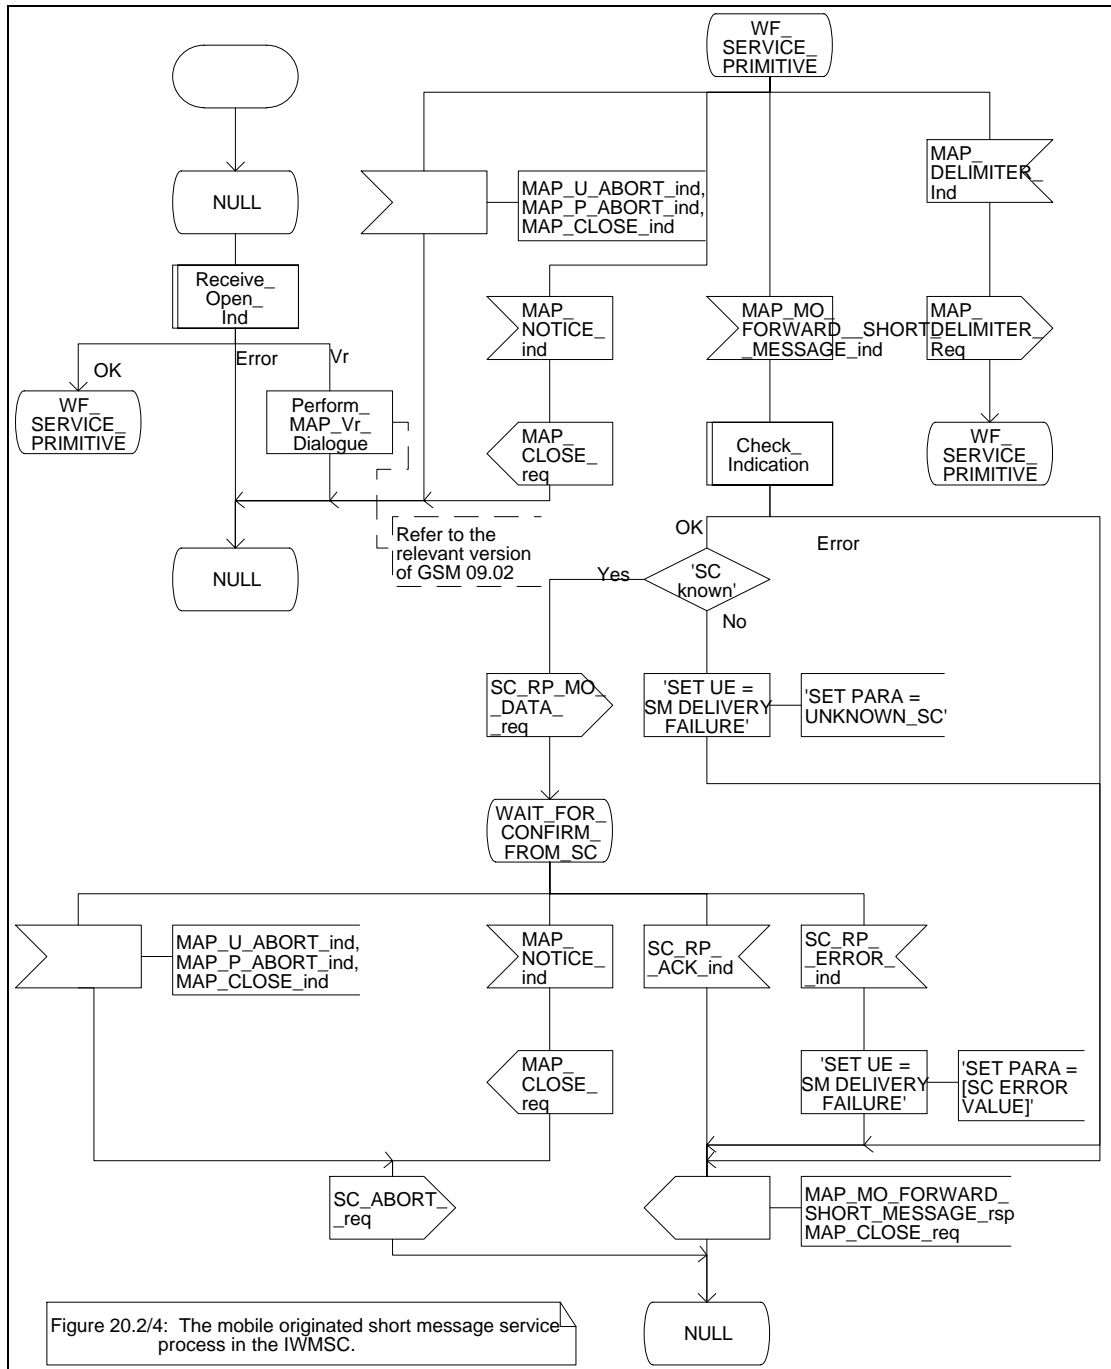 WF_
SERVICE_
PRIMITIVE
NULL
MAP_U_ABORT_ind,
MAP_P_ABORT_ind,
MAP_CLOSE_ind
MAP_
DELIMITER_
Ind
Receive_
Open_
Ind
MAP_
NOTICE_
ind
MAP_MO_
FORWARD__SHORT_
_MESSAGE_ind
MAP_
DELIMITER_
Req
OK
Error
Vr
WF_
SERVICE_
PRIMITIVE
Perform_
MAP_Vr_
Dialogue
MAP_
CLOSE_
req
Check_
Indication
WF_
SERVICE_
PRIMITIVE
NULL
Refer to the
relevant version
of GSM 09.02
OK
Error
Yes
'SC
known'
No
SC_RP_MO_
_DATA_
_req
'SET UE =
SM DELIVERY
FAILURE'
'SET PARA =
UNKNOWN_SC'
WAIT_FOR_
CONFIRM_
FROM_SC
MAP_U_ABORT_ind,
MAP_P_ABORT_ind,
MAP_CLOSE_ind
MAP_
NOTICE_
ind
SC_RP_
_ACK_ind
SC_RP_
_ERROR_
_ind
MAP_
CLOSE_
req
'SET UE =
SM DELIVERY
FAILURE'
'SET PARA =
[SC ERROR
VALUE]'
SC_ABORT_
_req
MAP_MO_FORWARD_
SHORT_MESSAGE_rsp
MAP_CLOSE_req
NULL
Figure 20.2/4: The mobile originated short message service
process in the IWMSC.